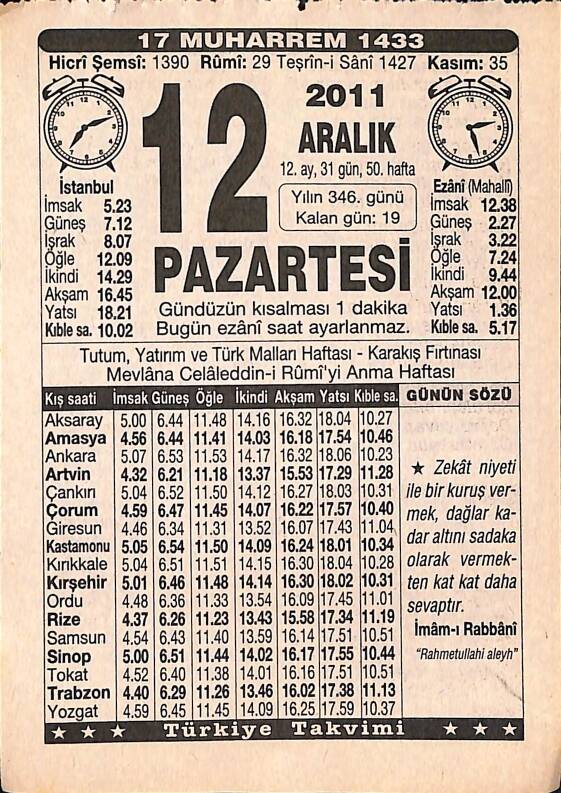 17 MUHARREM 1433
Hicrî Şemsî: 1390 Rûmî: 29 Teşrîn-i Sânî 1427 Kasım: 35
12
2011
ARALIK
12. ay, 31 gün, 50. hafta
Yılın 346. günü
Kalan gün: 19
PAZARTESİ
Gündüzün kısalması 1 dakika
Bugün ezanî saat ayarlanmaz.
İstanbul
İmsak 5.23
Güneş 7.12
İşrak 8.07
Öğle 12.09
İkindi 14.29
Akşam 16.45
Yatsı 18.21
Kıble sa. 10.02
Ezânî (Mahallî)
İmsak 12.38
Güneş 2.27
İşrak 3.22
Öğle 7.24
İkindi 9.44
Akşam 12.00
Yatsı 1.36
Kıble sa. 5.17
Tutum, Yatırım ve Türk Malları Haftası - Karakış Fırtınası
Mevlâna Celâleddin-i Rûmî'yi Anma Haftası
Kış saati İmsak Güneş Öğle İkindi Akşam Yatsı Kıble sa.
Aksaray 5.00 6.44 11.48 14.16 16.32 18.04 10.27
Amasya 4.56 6.44 11.41 14.03 16.18 17.54 10.46
Ankara 5.07 6.53 11.53 14.17 16.32 18.06 10.23
Artvin 4.32 6.21 11.18 13.37 15.53 17.29 11.28
Çankırı 5.04 6.52 11.50 14.12 16.27 18.03 10.31
Çorum 4.59 6.47 11.45 14.07 16.22 17.57 10.40
Giresun 4.46 6.34 11.31 13.52 16.07 17.43 11.04
Kastamonu 5.05 6.54 11.50 14.09 16.24 18.01 10.34
Kırıkkale 5.04 6.51 11.51 14.15 16.30 18.04 10.28
Kırşehir 5.01 6.46 11.48 14.14 16.30 18.02 10.31
Ordu 4.48 6.36 11.33 13.54 16.09 17.45 11.01
Rize 4.37 6.26 11.23 13.43 15.58 17.34 11.19
Samsun 4.54 6.43 11.40 13.59 16.14 17.51 10.51
Sinop 5.00 6.51 11.44 14.02 16.17 17.55 10.44
Tokat 4.52 6.40 11.38 14.01 16.16 17.51 10.51
Trabzon 4.40 6.29 11.26 13.46 16.02 17.38 11.13
Yozgat 4.59 6.45 11.45 14.09 16.25 17.59 10.37
GÜNÜN SÖZÜ
★ Zekât niyeti
ile bir kuruş ver-
mek, dağlar ka-
dar altını sadaka
olarak vermek-
ten kat kat daha
sevaptır.
İmâm-ı Rabbânî
"Rahmetullahi aleyh"
★ ★ ★ Türkiye Takvimi ★ ★ ★